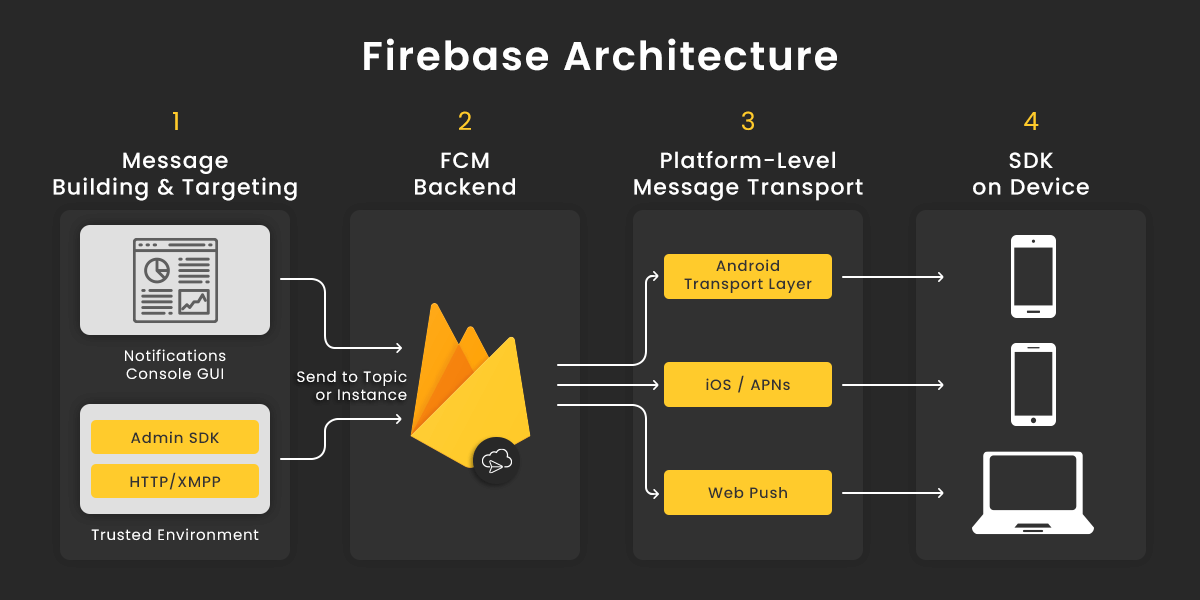 Firebase Architecture
1
Message
Building & Targeting
Notifications
Console GUI
Admin SDK
HTTP/XMPP
Trusted Environment
Send to Topic
or Instance
2
FCM
Backend
3
Platform-Level
Message Transport
Android
Transport Layer
iOS / APNs
Web Push
4
SDK
on Device